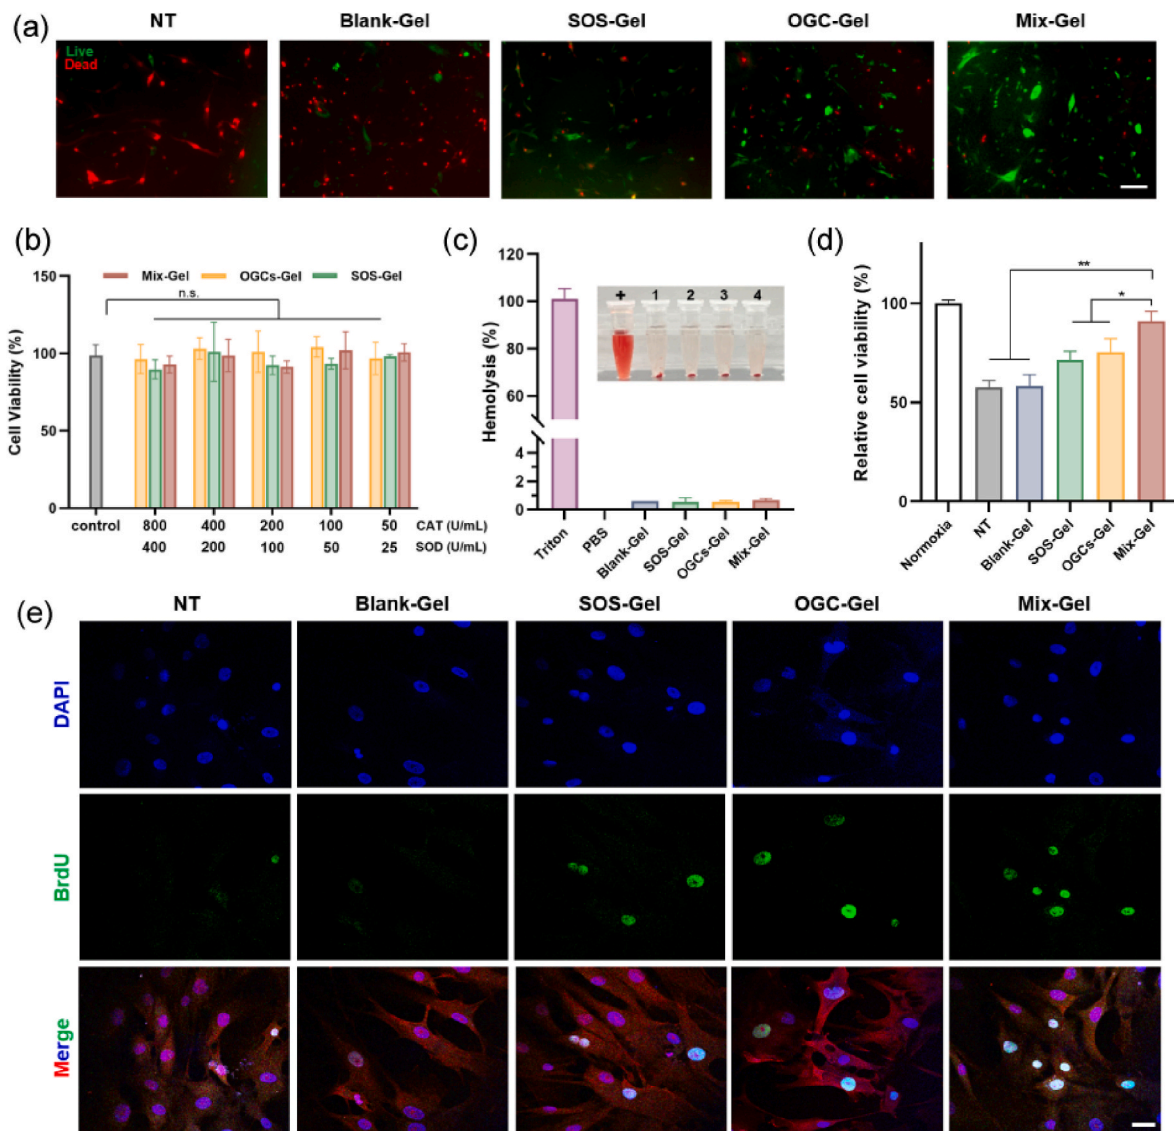 (a)
NT Blank-Gel SOS-Gel OGC-Gel Mix-Gel
Live
Dead
(b)
150
100
50
0
Cell Viability (%)
Mix-Gel OGCs-Gel SOS-Gel
n.s.
control 800 400 200 100 50 CAT (U/mL)
400 200 100 50 25 SOD (U/mL)
(c)
120
100
80
60
4
2
0
Hemolysis (%)
+ 1 2 3 4
Triton PBS Blank-Gel SOS-Gel OGCs-Gel Mix-Gel
(d)
100
50
0
Relative cell viability (%)
**
*
Normoxia NT Blank-Gel SOS-Gel OGCs-Gel Mix-Gel
(e)
NT Blank-Gel SOS-Gel OGC-Gel Mix-Gel
DAPI
BrdU
Merge